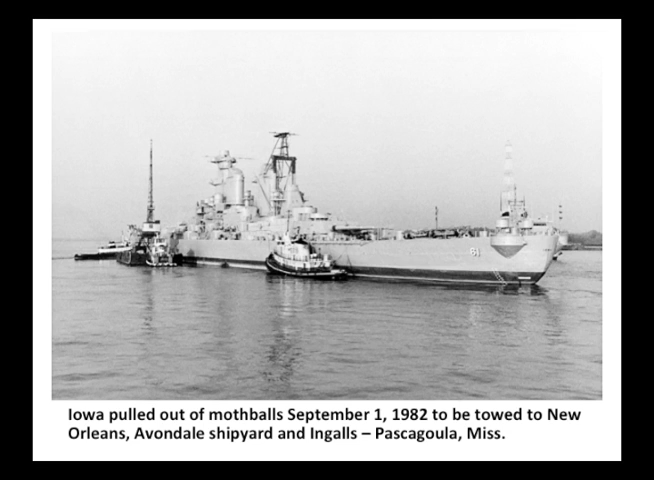 61
Iowa pulled out of mothballs September 1, 1982 to be towed to New
Orleans, Avondale shipyard and Ingalls – Pascagoula, Miss.